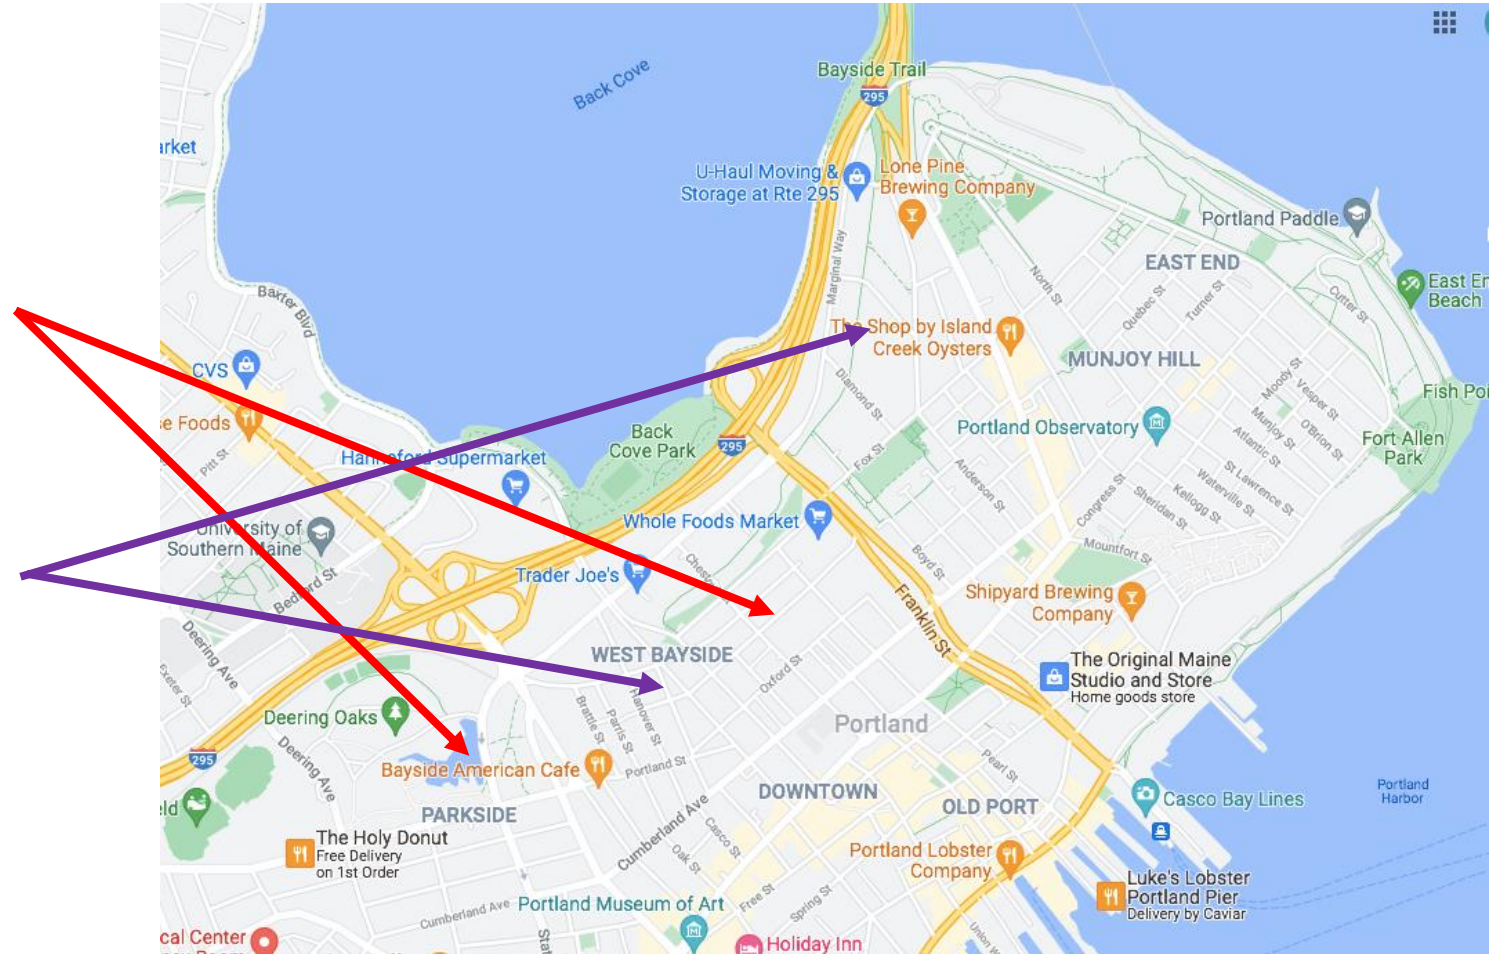 Bayside Trail
295
Back Cove
arket
U-Haul Moving &
Storage at Rte 295
Lone Pine
Brewing Company
Portland Paddle
EAST END
East En
Beach
Baxter Blvd
Marginal Way
North St
Quebec St
Turner St
Cutter St
The Shop by Island
Creek Oysters
MUNJOY HILL
CVS
se Foods
Pitt St
Diamond St
Moody St
Vesper St
Munjoy St
O'Brion St
Atlantic St
Fish Poi
Fort Allen
Park
Back
Cove Park
295
Portland Observatory
Hannaford Supermarket
Fox St
Anderson St
Congress St
St Lawrence St
Waterville St
Kellogg St
Sheridan St
University of
Southern Maine
Whole Foods Market
Mountfort St
Trader Joe's
Boyd St
Bedford St
Franklin St
Shipyard Brewing
Company
Deering Ave
WEST BAYSIDE
Oxford St
The Original Maine
Studio and Store
Home goods store
Exeter St
Deering Oaks
Brattle St
Parris St
Hanover St
Portland
295
Deering Ave
Bayside American Cafe
Portland St
Pearl St
DOWNTOWN
OLD PORT
Casco Bay Lines
Portland
Harbor
eld
PARKSIDE
The Holy Donut
Free Delivery
on 1st Order
Cumberland Ave
Casco St
Oak St
Portland Lobster
Company
Luke's Lobster
Portland Pier
Delivery by Caviar
Cumberland Ave
Portland Museum of Art
Free St
Spring St
Stat
cal Center
Holiday Inn